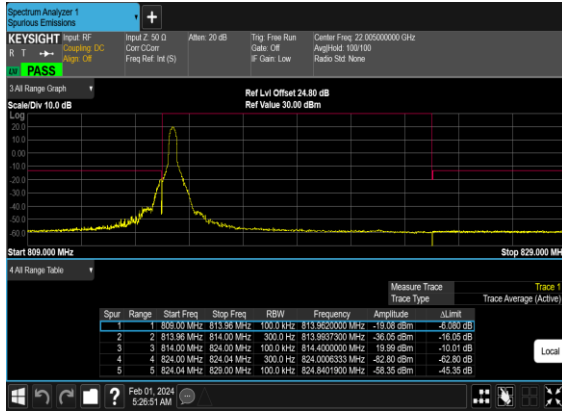 Spectrum Analyzer 1
Spurious Emissions
+
KEYSIGHT Input: RF Input Z: 50 Ω Atten: 20 dB Trig: Free Run Center Freq: 22.005000000 GHz
R T Coupling: DC Corr CCorr Gate: Off Avg|Hold: 100/100
Align: Off Freq Ref: Int (S) IF Gain: Low Radio Std: None
PASS
3 All Range Graph
Ref Lvl Offset 24.80 dB
Scale/Div 10.0 dB Ref Value 30.00 dBm
Log
20.0
10.0
0.00
-10.0
-20.0
-30.0
-40.0
-50.0
-60.0
Start 809.000 MHz Stop 829.000 MHz
4 All Range Table
Measure Trace Trace 1
Trace Type Trace Average (Active)
Spur Range Start Freq Stop Freq RBW Frequency Amplitude ΔLimit
1 1 809.00 MHz 813.96 MHz 100.0 kHz 813.9620000 MHz -19.08 dBm -6.080 dB
2 2 813.96 MHz 814.00 MHz 300.0 Hz 813.9937300 MHz -36.05 dBm -16.05 dB
3 3 814.00 MHz 824.00 MHz 100.0 kHz 814.4000000 MHz 19.99 dBm -10.01 dB
4 4 824.00 MHz 824.04 MHz 300.0 Hz 824.0006333 MHz -82.80 dBm -62.80 dB
5 5 824.04 MHz 829.00 MHz 100.0 kHz 824.8401900 MHz -58.35 dBm -45.35 dB
Local
? Feb 01, 2024
5:26:51 AM